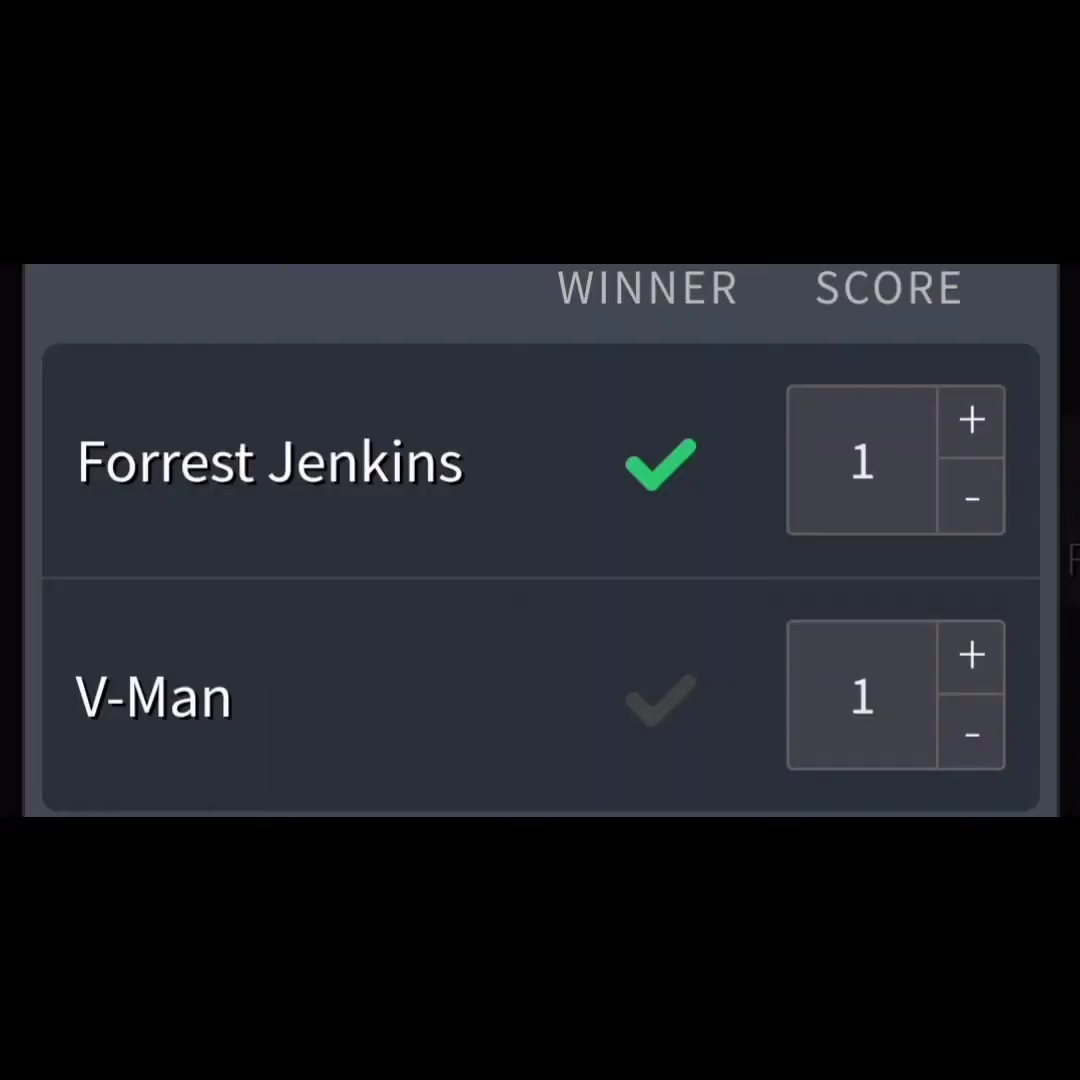 WINNER SCORE
Forrest Jenkins 1 + -
V-Man 1 + -